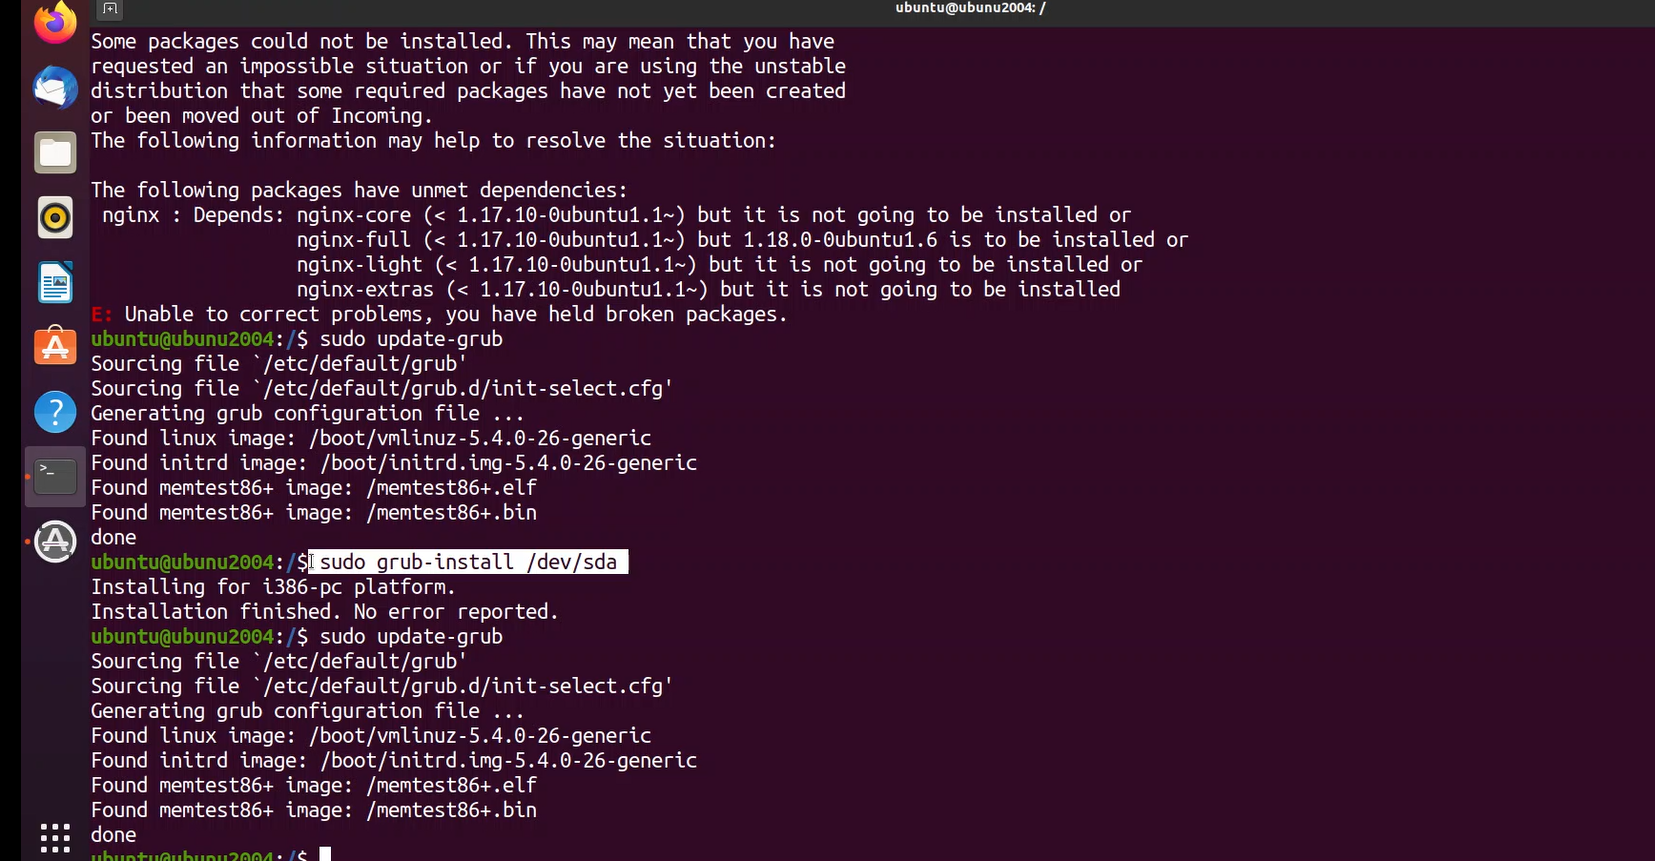 ubuntu@ubunu2004: /
Some packages could not be installed. This may mean that you have
requested an impossible situation or if you are using the unstable
distribution that some required packages have not yet been created
or been moved out of Incoming.
The following information may help to resolve the situation:
The following packages have unmet dependencies:
nginx : Depends: nginx-core (< 1.17.10-0ubuntu1.1~) but it is not going to be installed or
nginx-full (< 1.17.10-0ubuntu1.1~) but 1.18.0-0ubuntu1.6 is to be installed or
nginx-light (< 1.17.10-0ubuntu1.1~) but it is not going to be installed or
nginx-extras (< 1.17.10-0ubuntu1.1~) but it is not going to be installed
E: Unable to correct problems, you have held broken packages.
ubuntu@ubunu2004:/$ sudo update-grub
Sourcing file `/etc/default/grub'
Sourcing file `/etc/default/grub.d/init-select.cfg'
Generating grub configuration file ...
Found linux image: /boot/vmlinuz-5.4.0-26-generic
Found initrd image: /boot/initrd.img-5.4.0-26-generic
Found memtest86+ image: /memtest86+.elf
Found memtest86+ image: /memtest86+.bin
done
ubuntu@ubunu2004:/$ sudo grub-install /dev/sda
Installing for i386-pc platform.
Installation finished. No error reported.
ubuntu@ubunu2004:/$ sudo update-grub
Sourcing file `/etc/default/grub'
Sourcing file `/etc/default/grub.d/init-select.cfg'
Generating grub configuration file ...
Found linux image: /boot/vmlinuz-5.4.0-26-generic
Found initrd image: /boot/initrd.img-5.4.0-26-generic
Found memtest86+ image: /memtest86+.elf
Found memtest86+ image: /memtest86+.bin
done
ubuntu@ubunu2004:/$